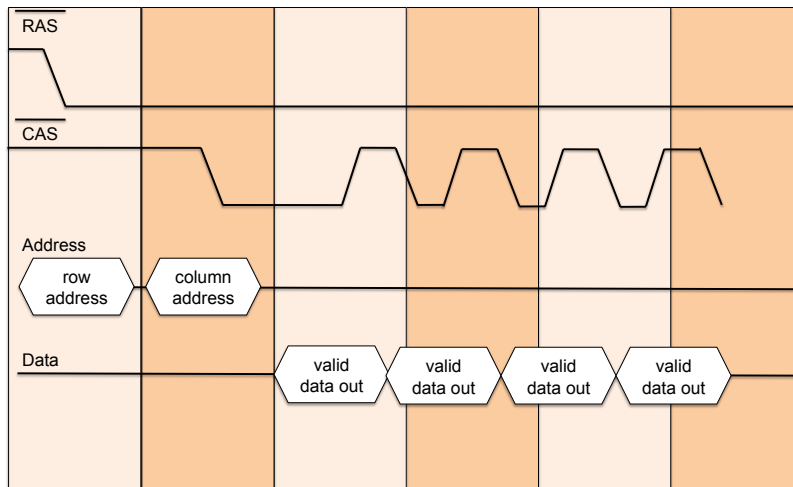 RAS
CAS
Address
row
address
column
address
Data
valid
data out
valid
data out
valid
data out
valid
data out